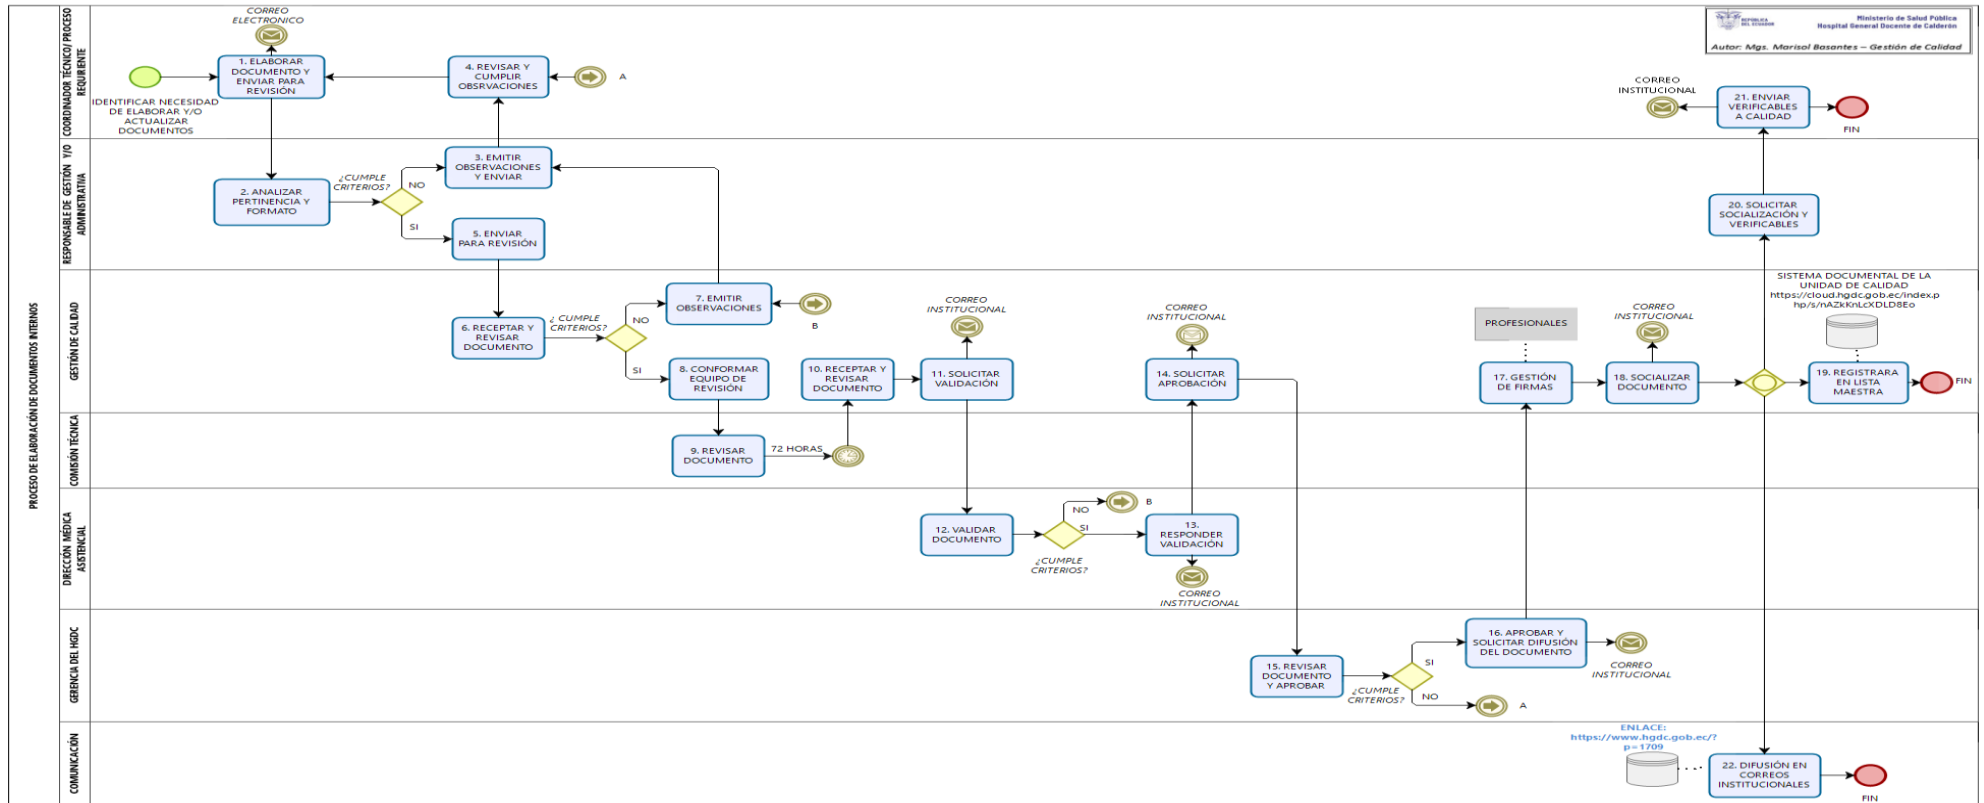 PROCESO DE ELABORACIÓN DE DOCUMENTOS INTERNOS
REPÚBLICA
DEL ECUADOR
Ministerio de Salud Pública
Hospital General Docente de Calderón
Autor: Mgs. Marisol Basantes – Gestión de Calidad
COORDINADOR TÉCNICO/ PROCESO
REQUIRENTE
CORREO
ELECTRONICO
IDENTIFICAR NECESIDAD
DE ELABORAR Y/O
ACTUALIZAR
DOCUMENTOS
1. ELABORAR
DOCUMENTO Y
ENVIAR PARA
REVISIÓN
4. REVISAR Y
CUMPLIR
OBSRVACIONES
A
CORREO
INSTITUCIONAL
21. ENVIAR
VERIFICABLES
A CALIDAD
FIN
RESPONSABLE DE GESTIÓN Y/O
ADMINISTRATIVA
2. ANALIZAR
PERTINENCIA Y
FORMATO
¿CUMPLE
CRITERIOS?
NO
SI
3. EMITIR
OBSERVACIONES
Y ENVIAR
5. ENVIAR
PARA REVISIÓN
20. SOLICITAR
SOCIALIZACIÓN Y
VERIFICABLES
GESTIÓN DE CALIDAD
6. RECEPTAR Y
REVISAR
DOCUMENTO
¿ CUMPLE
CRITERIOS?
NO
SI
7. EMITIR
OBSERVACIONES
B
8. CONFORMAR
EQUIPO DE
REVISIÓN
10. RECEPTAR Y
REVISAR
DOCUMENTO
CORREO
INSTITUCIONAL
11. SOLICITAR
VALIDACIÓN
CORREO
INSTITUCIONAL
14. SOLICITAR
APROBACIÓN
PROFESIONALES
17. GESTIÓN
DE FIRMAS
CORREO
INSTITUCIONAL
18. SOCIALIZAR
DOCUMENTO
SISTEMA DOCUMENTAL DE LA
UNIDAD DE CALIDAD
https://cloud.hgdc.gob.ec/index.p
hp/s/nAZkKnLcXDLD8Eo
19. REGISTRARA
EN LISTA
MAESTRA
FIN
COMISIÓN TÉCNICA
9. REVISAR
DOCUMENTO
72 HORAS
DIRECCIÓN MÉDICA
ASISTENCIAL
12. VALIDAR
DOCUMENTO
¿CUMPLE
CRITERIOS?
NO
SI
B
13.
RESPONDER
VALIDACIÓN
CORREO
INSTITUCIONAL
GERENCIA DEL HGDC
15. REVISAR
DOCUMENTO
Y APROBAR
¿CUMPLE
CRITERIOS?
SI
NO
A
16. APROBAR Y
SOLICITAR DIFUSIÓN
DEL DOCUMENTO
CORREO
INSTITUCIONAL
COMUNICACIÓN
ENLACE:
https://www.hgdc.gob.ec/?
p=1709
22. DIFUSIÓN EN
CORREOS
INSTITUCIONALES
FIN